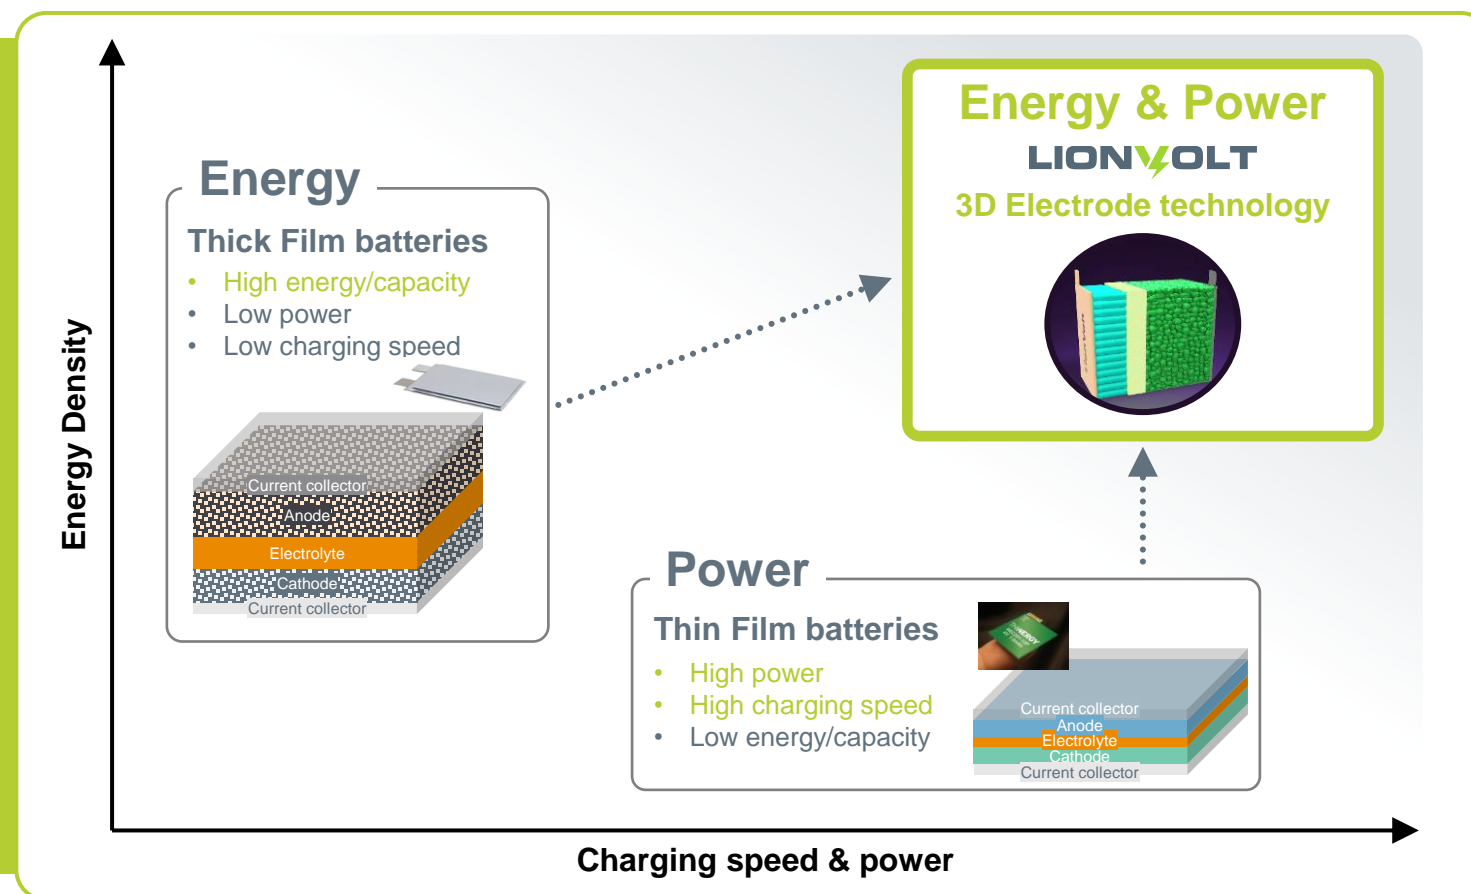 Energy & Power
LIONVOLT
3D Electrode technology
Energy
Thick Film batteries
• High energy/capacity
• Low power
• Low charging speed
Current collector
Anode
Electrolyte
Cathode
Current collector
Power
Thin Film batteries
• High power
• High charging speed
• Low energy/capacity
Current collector
Anode
Electrolyte
Cathode
Current collector
Energy Density
Charging speed & power